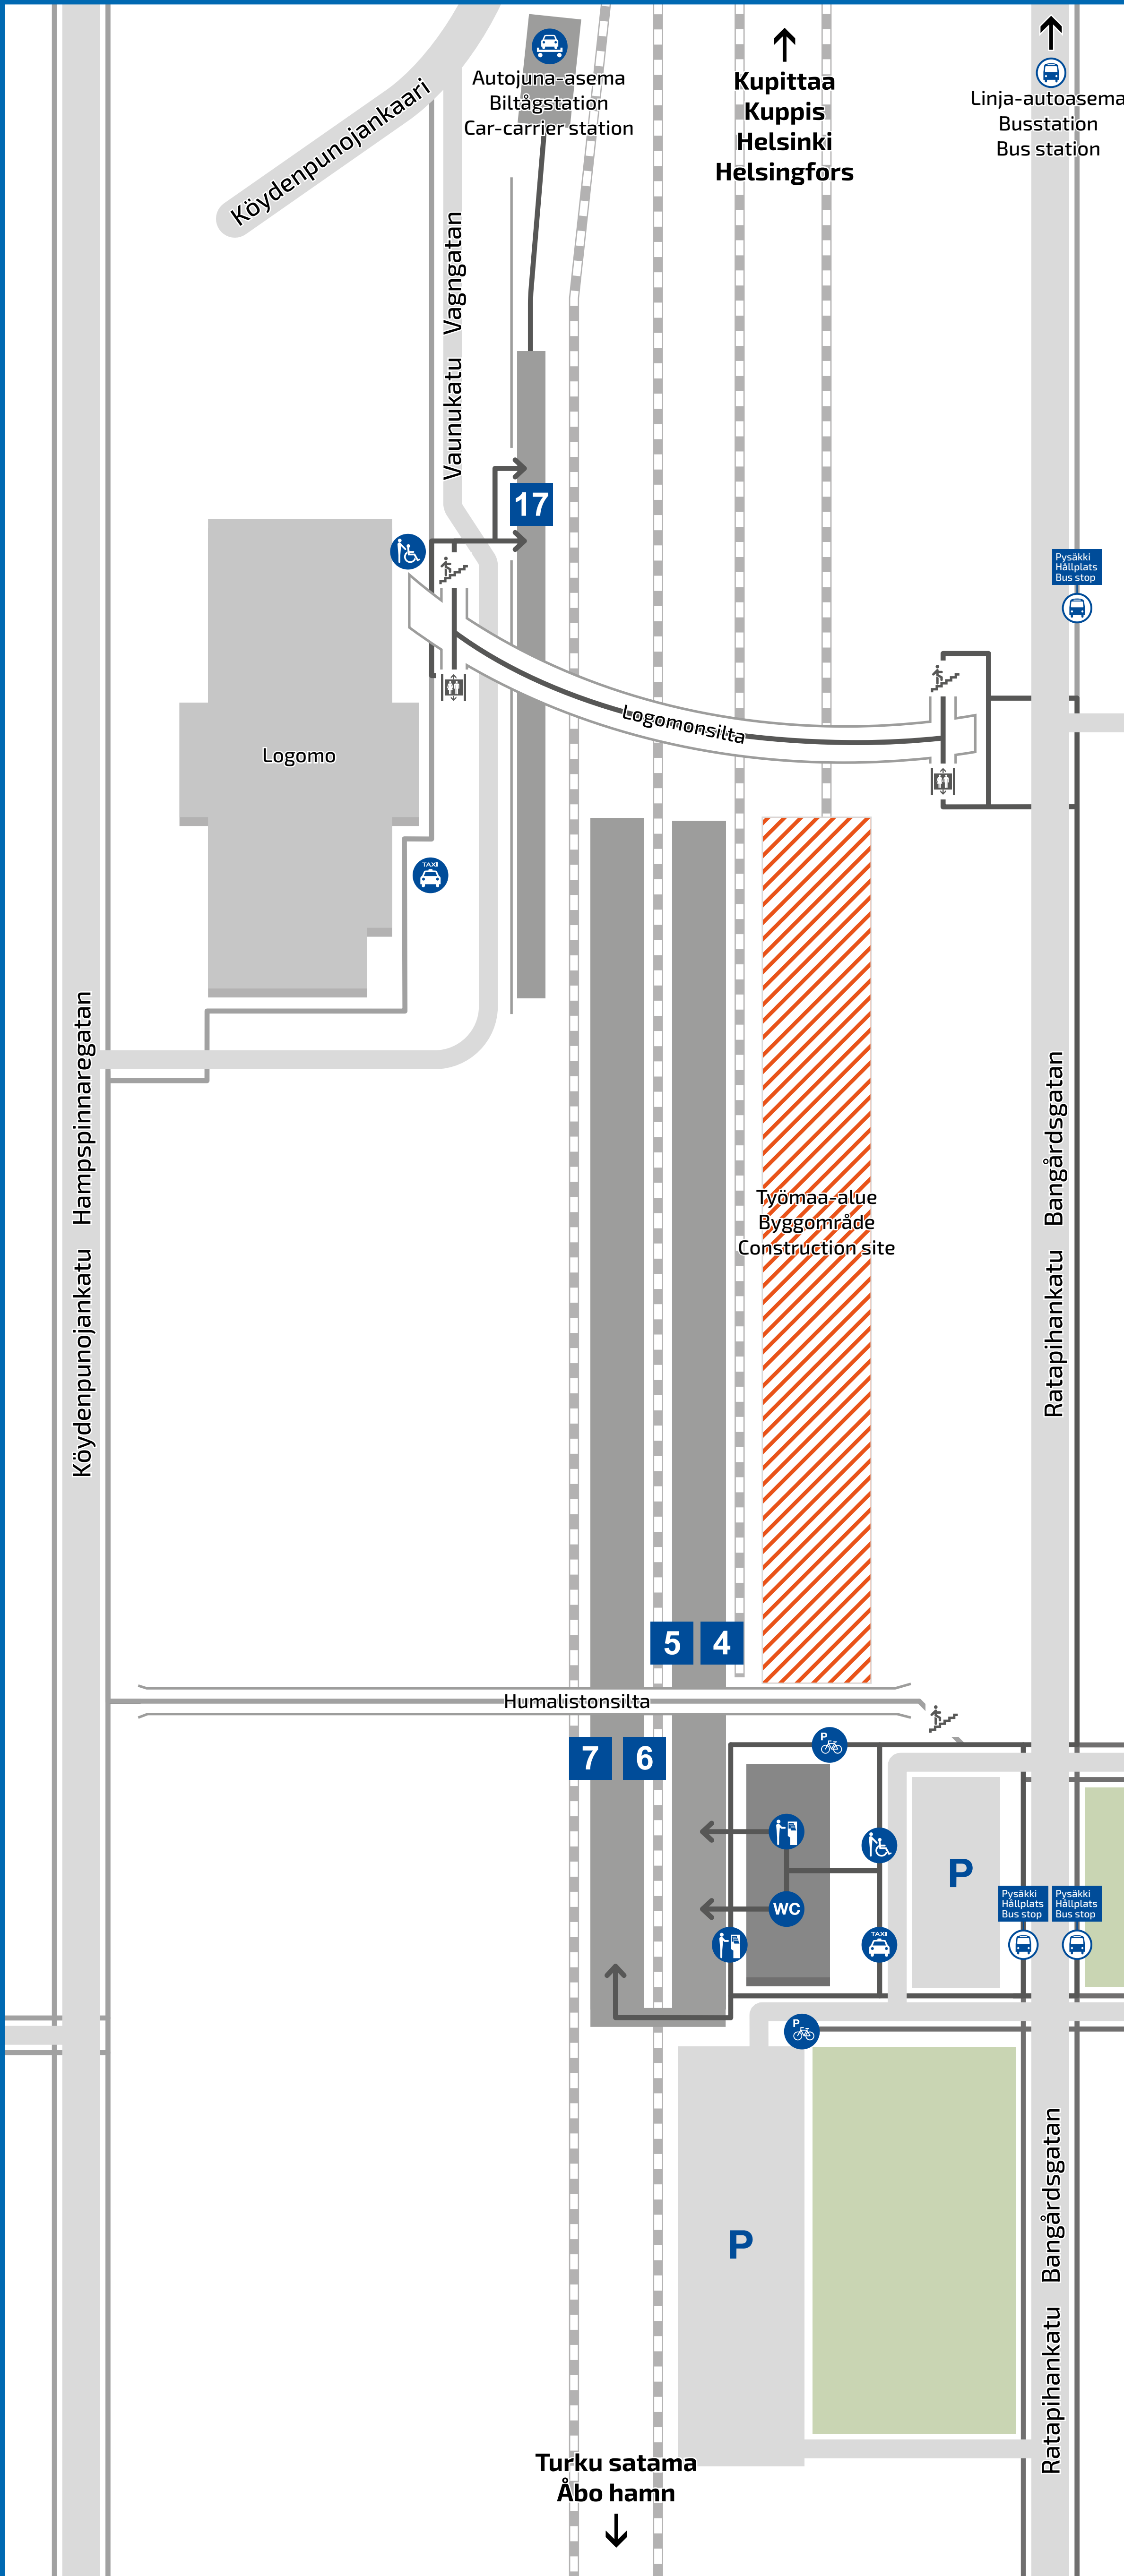 Autojuna-asema
Biltågstation
Car-carrier station
Kupittaa
Kuppis
Helsinki
Helsingfors
Linja-autoasema
Busstation
Bus station
Köydenpunojankaari
Vaunukatu Vagngatan
17
Pysäkki
Hållplats
Bus stop
Logomonsilta
Logomo
TAXI
Köydenpunojankatu Hampspinnaregatan
Ratapihankatu Bangårdsgatan
Työmaa-alue
Byggområde
Construction site
5 4
Humalistonsilta
7 6
P
P
WC
TAXI
Pysäkki
Hållplats
Bus stop
Pysäkki
Hållplats
Bus stop
P
P
Ratapihankatu Bangårdsgatan
Turku satama
Åbo hamn